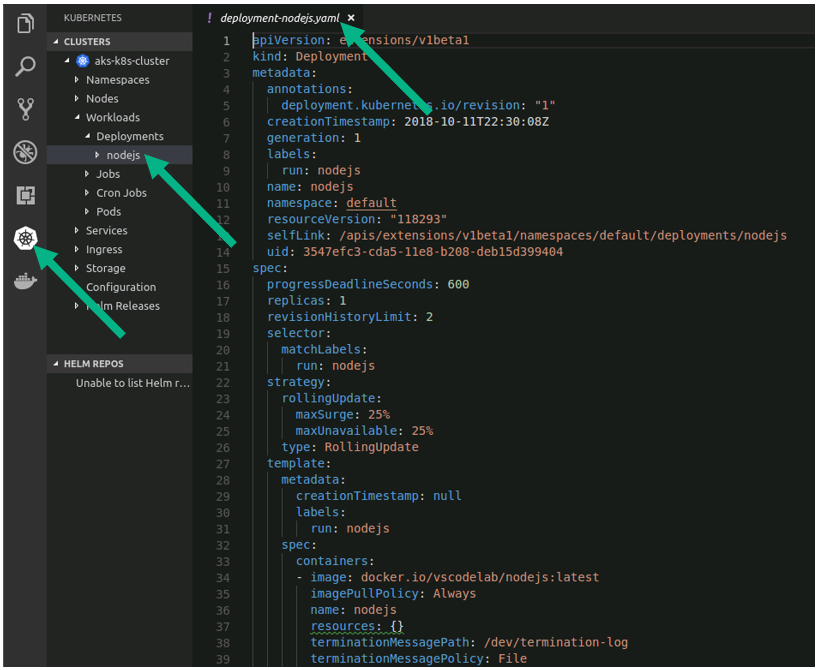 KUBERNETES
CLUSTERS
aks-k8s-cluster
Namespaces
Nodes
Workloads
Deployments
nodejs
Jobs
Cron Jobs
Pods
Services
Ingress
Storage
Configuration
Helm Releases
HELM REPOS
Unable to list Helm r...
! deployment-nodejs.yaml ×
1 apiVersion: extensions/v1beta1
2 kind: Deployment
3 metadata:
4 annotations:
5 deployment.kubernetes.io/revision: "1"
6 creationTimestamp: 2018-10-11T22:30:08Z
7 generation: 1
8 labels:
9 run: nodejs
10 name: nodejs
11 namespace: default
12 resourceVersion: "118293"
13 selfLink: /apis/extensions/v1beta1/namespaces/default/deployments/nodejs
14 uid: 3547efc3-cda5-11e8-b208-deb15d399404
15 spec:
16 progressDeadlineSeconds: 600
17 replicas: 1
18 revisionHistoryLimit: 2
19 selector:
20 matchLabels:
21 run: nodejs
22 strategy:
23 rollingUpdate:
24 maxSurge: 25%
25 maxUnavailable: 25%
26 type: RollingUpdate
27 template:
28 metadata:
29 creationTimestamp: null
30 labels:
31 run: nodejs
32 spec:
33 containers:
34 - image: docker.io/vscodelab/nodejs:latest
35 imagePullPolicy: Always
36 name: nodejs
37 resources: {}
38 terminationMessagePath: /dev/termination-log
39 terminationMessagePolicy: File